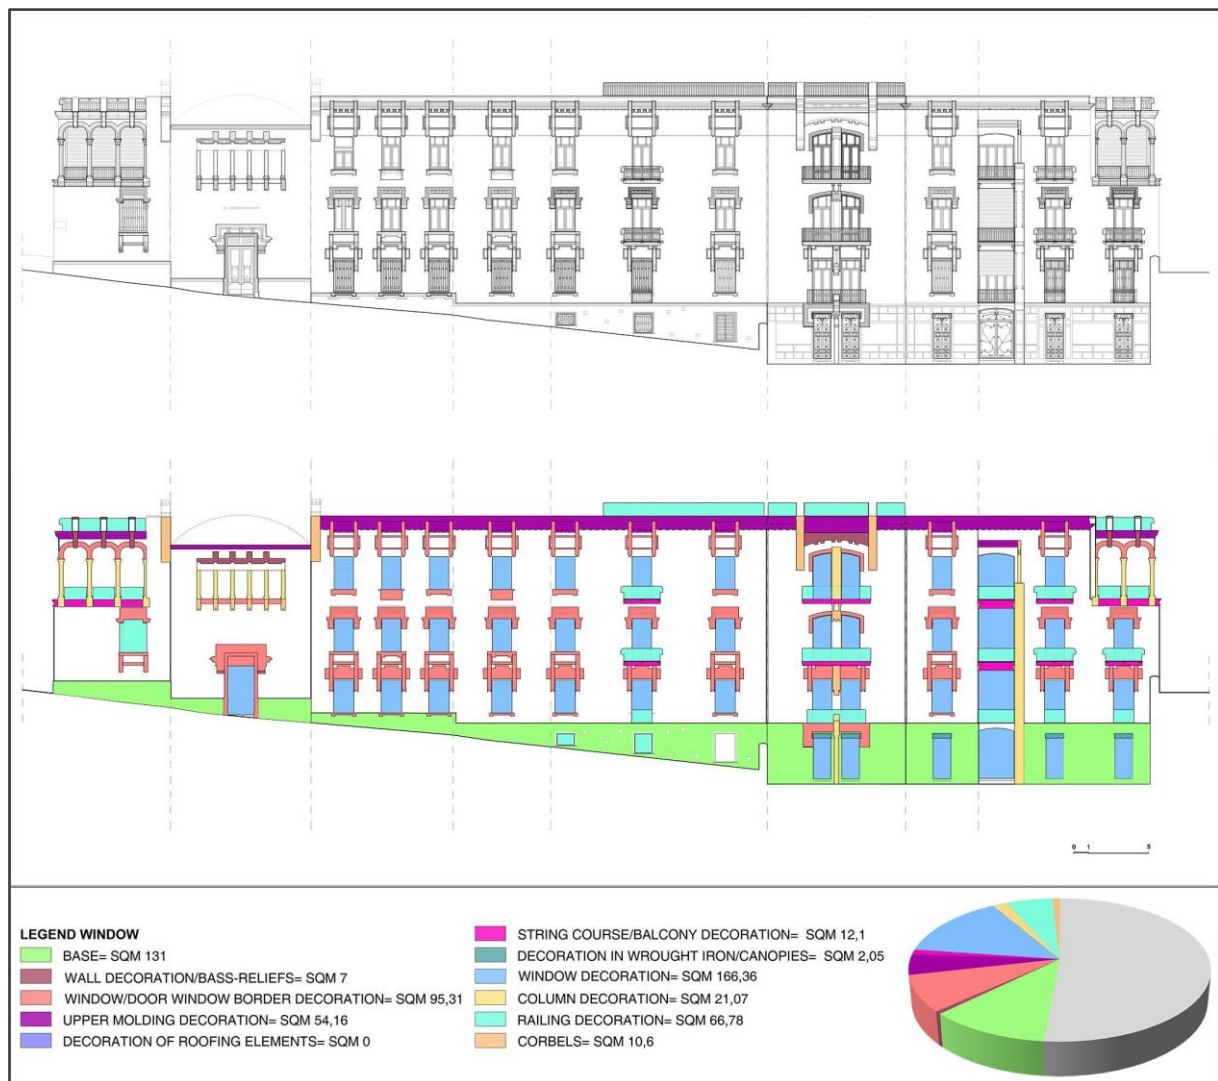 0 1 5
LEGEND WINDOW
BASE= SQM 131
WALL DECORATION/BASS-RELIEFS= SQM 7
WINDOW/DOOR WINDOW BORDER DECORATION= SQM 95,31
UPPER MOLDING DECORATION= SQM 54,16
DECORATION OF ROOFING ELEMENTS= SQM 0
STRING COURSE/BALCONY DECORATION= SQM 12,1
DECORATION IN WROUGHT IRON/CANOPIES= SQM 2,05
WINDOW DECORATION= SQM 166,36
COLUMN DECORATION= SQM 21,07
RAILING DECORATION= SQM 66,78
CORBELS= SQM 10,6